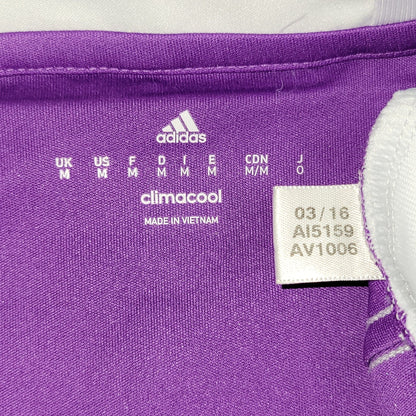 adidas
UK US F D I E CDN J
M M M M M M M/M O
climacool
MADE IN VIETNAM
03/16
AI5159
AV1006